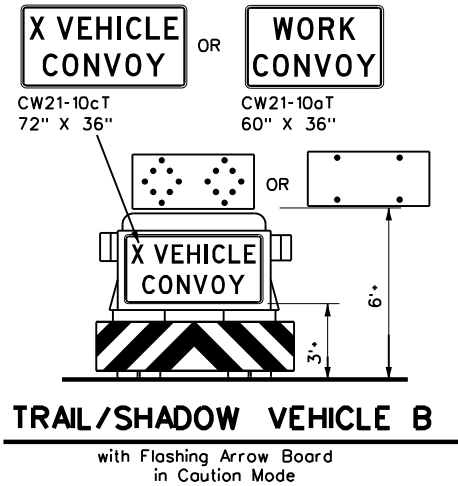 X VEHICLE
CONVOY
OR
WORK
CONVOY
CW21-10cT
72" X 36"
CW21-10aT
60" X 36"
OR
X VEHICLE
CONVOY
3'+
6'+
TRAIL/SHADOW VEHICLE B
with Flashing Arrow Board
in Caution Mode